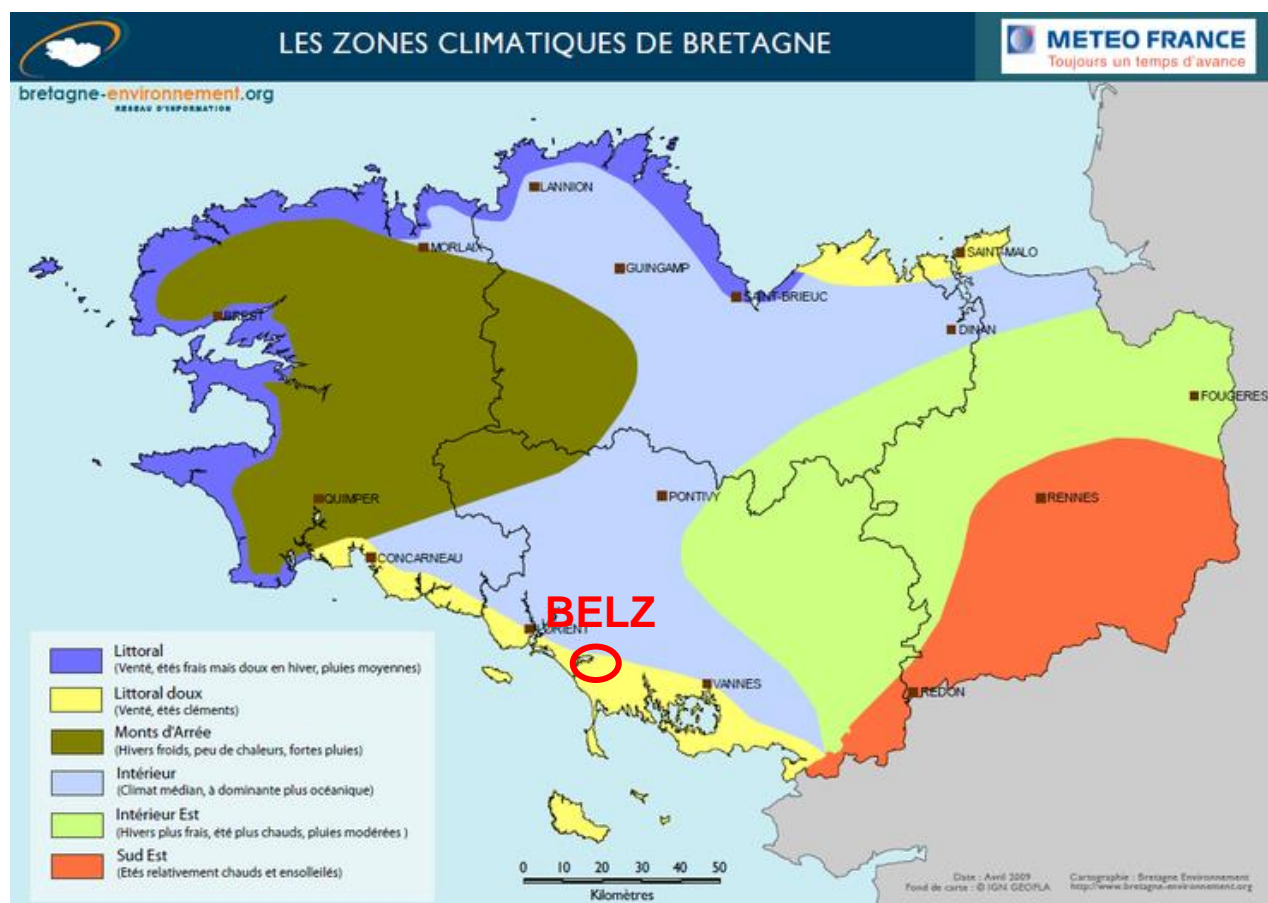 LES ZONES CLIMATIQUES DE BRETAGNE
METEO FRANCE
Toujours un temps d'avance
bretagne-environnement.org
RESEAU D'INFORMATION
LANNION
MORLAIX
GUINGAMP
SAINT-MALO
SAINT-BRIEUC
BREST
DINAN
FOUGERES
QUIMPER
PONTIVY
RENNES
CONCARNEAU
BELZ
LORIENT
VANNES
REDON
Littoral
(Venté, étés frais mais doux en hiver, pluies moyennes)
Littoral doux
(Venté, étés cléments)
Monts d'Arrée
(Hivers froids, peu de chaleurs, fortes pluies)
Intérieur
(Climat médian, à dominante plus océanique)
Intérieur Est
(Hivers plus frais, été plus chauds, pluies modérées )
Sud Est
(Etés relativement chauds et ensolleilés)
0 10 20 30 40 50
Kilomètres
Date : Avril 2009
Fond de carte : © IGN GEOFLA
Cartographie : Bretagne Environnement
http://www.bretagne-environnement.org